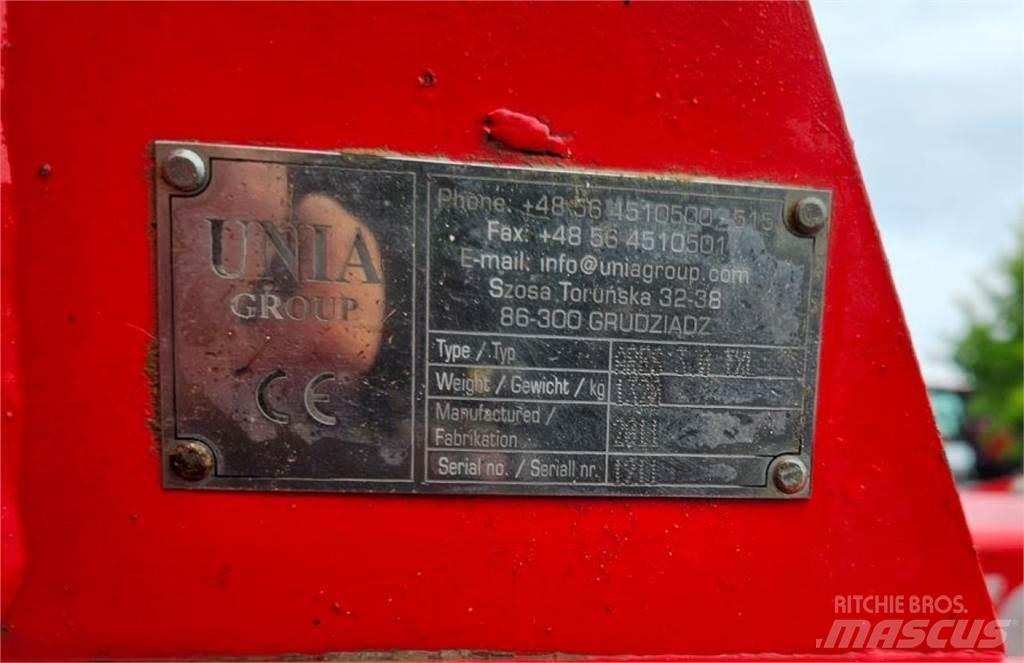 UNIA
GROUP
CE
Phone: +48 56 4510500 - 515
Fax: +48 56 4510501
E-mail: info@uniagroup.com
Szosa Toruńska 32-38
86-300 GRUDZIĄDZ
Type / Typ ARES
Weight / Gewicht / kg
Manufactured /
Fabrikation 2011
Serial no. / Seriall nr.
RITCHIE BROS.
MASCUS